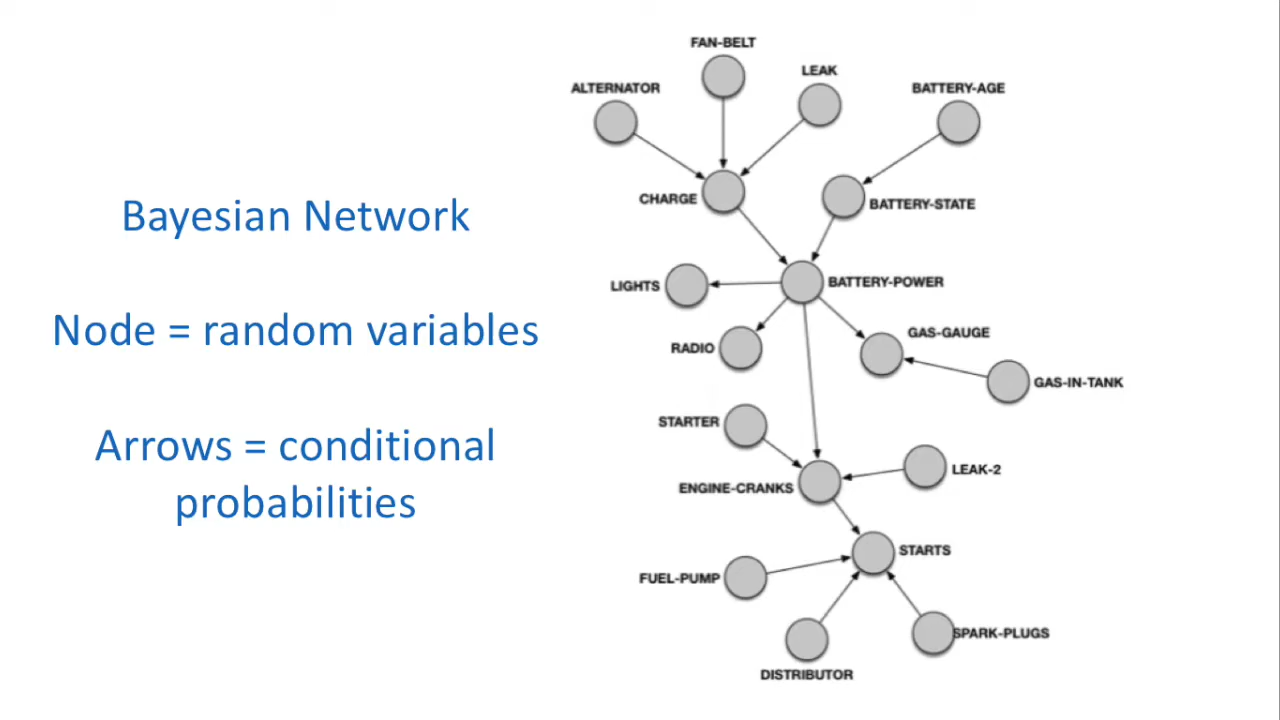 Bayesian Network
Node = random variables
Arrows = conditional
probabilities
FAN-BELT
LEAK
ALTERNATOR
BATTERY-AGE
CHARGE
BATTERY-STATE
LIGHTS
BATTERY-POWER
GAS-GAUGE
RADIO
GAS-IN-TANK
STARTER
LEAK-2
ENGINE-CRANKS
STARTS
FUEL-PUMP
SPARK-PLUGS
DISTRIBUTOR